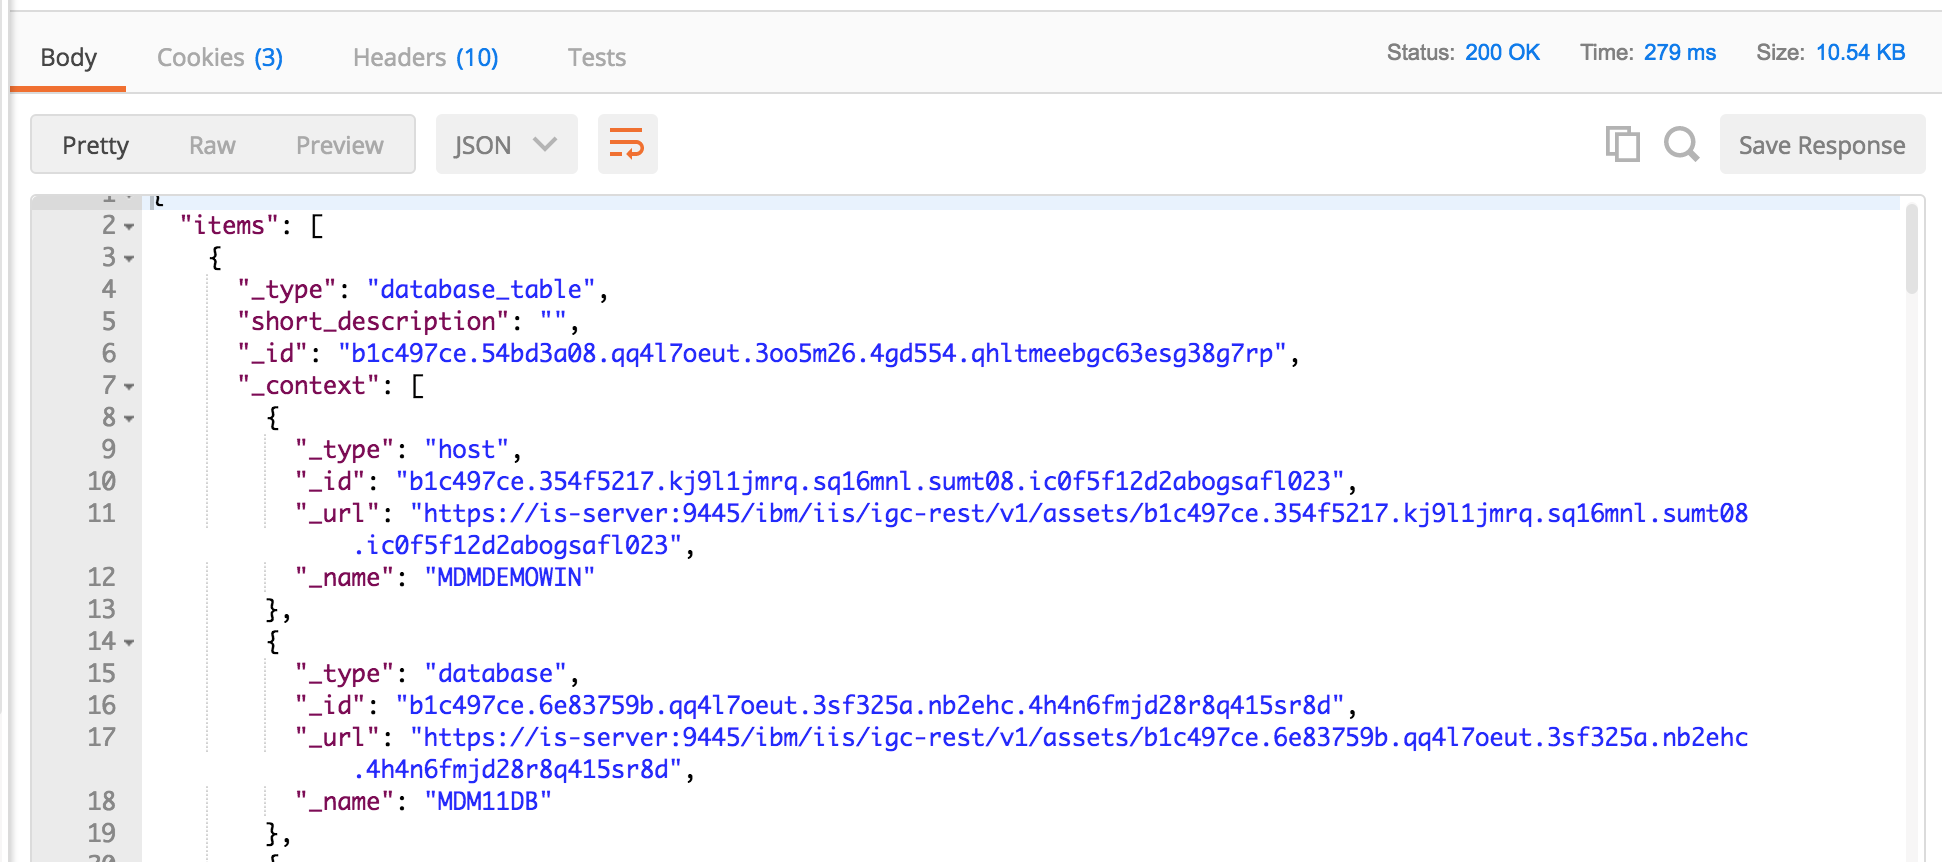 Body Cookies (3) Headers (10) Tests Status: 200 OK Time: 279 ms Size: 10.54 KB
Pretty Raw Preview JSON Save Response
1 {
2 "items": [
3 {
4 "_type": "database_table",
5 "short_description": "",
6 "_id": "b1c497ce.54bd3a08.qq4l7oeut.3oo5m26.4gd554.qhltmeebgc63esg38g7rp",
7 "_context": [
8 {
9 "_type": "host",
10 "_id": "b1c497ce.354f5217.kj9l1jmrq.sq16mnl.sumt08.ic0f5f12d2abogsafl023",
11 "_url": "https://is-server:9445/ibm/iis/igc-rest/v1/assets/b1c497ce.354f5217.kj9l1jmrq.sq16mnl.sumt08
.ic0f5f12d2abogsafl023",
12 "_name": "MDMDEMOWIN"
13 },
14 {
15 "_type": "database",
16 "_id": "b1c497ce.6e83759b.qq4l7oeut.3sf325a.nb2ehc.4h4n6fmjd28r8q415sr8d",
17 "_url": "https://is-server:9445/ibm/iis/igc-rest/v1/assets/b1c497ce.6e83759b.qq4l7oeut.3sf325a.nb2ehc
.4h4n6fmjd28r8q415sr8d",
18 "_name": "MDM11DB"
19 },
20 {